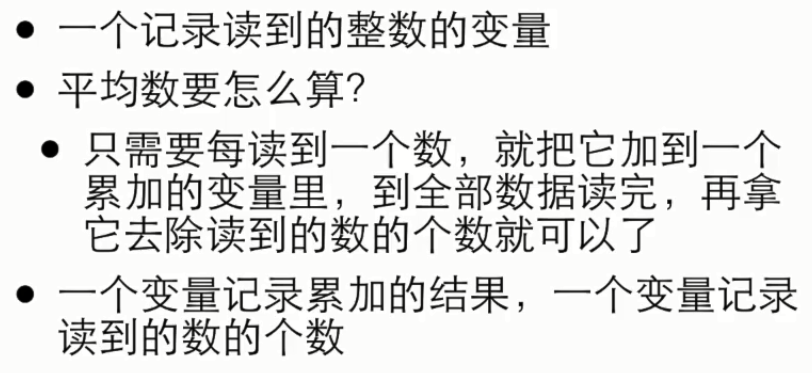 • 一个记录读到的整数的变量
• 平均数要怎么算？
• 只需要每读到一个数，就把它加到一个
累加的变量里，到全部数据读完，再拿
它去除读到的数的个数就可以了
• 一个变量记录累加的结果，一个变量记录
读到的数的个数